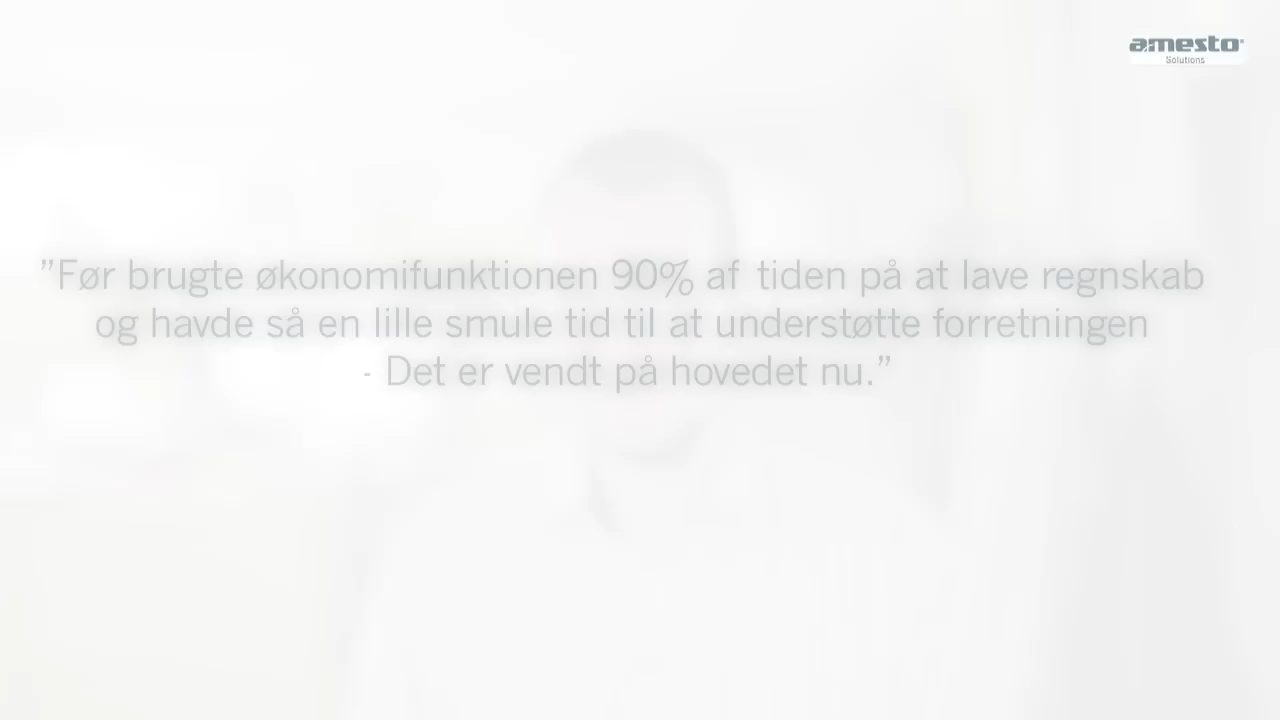 amesto
Solutions
”Før brugte økonomifunktionen 90% af tiden på at lave regnskab
og havde så en lille smule tid til at understøtte forretningen
- Det er vendt på hovedet nu.”